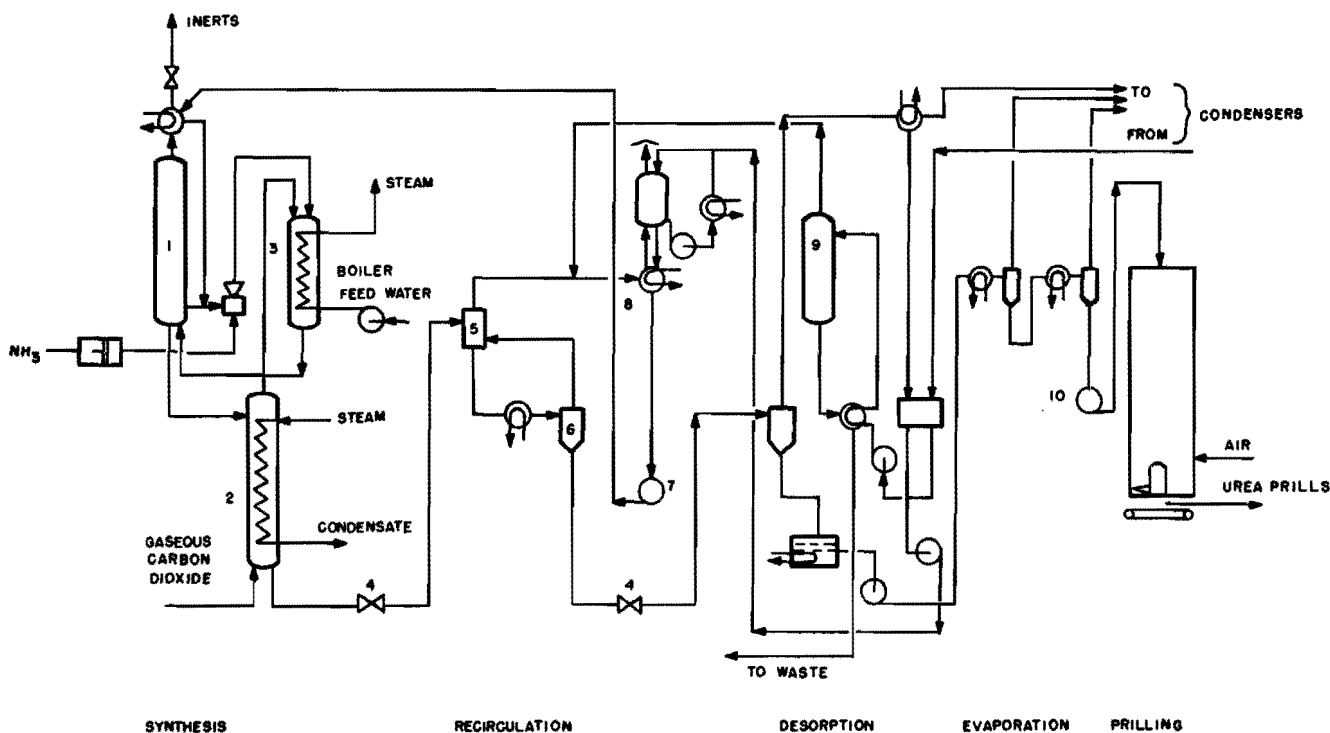 INERTS
1
3
STEAM
BOILER
FEED WATER
NH3
2
STEAM
CONDENSATE
GASEOUS
CARBON
DIOXIDE
4
5
6
4
8
7
9
TO
FROM
CONDENSERS
10
AIR
UREA PRILLS
TO WASTE
SYNTHESIS
RECIRCULATION
DESORPTION
EVAPORATION
PRILLING